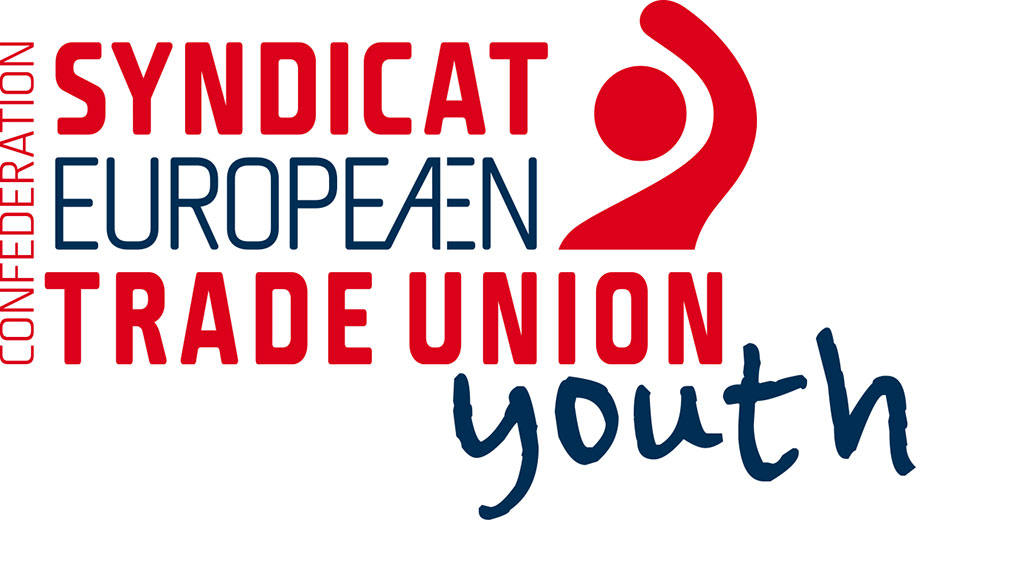 CONFEDERATION
SYNDICAT
EUROPEÆN
TRADE UNION
youth